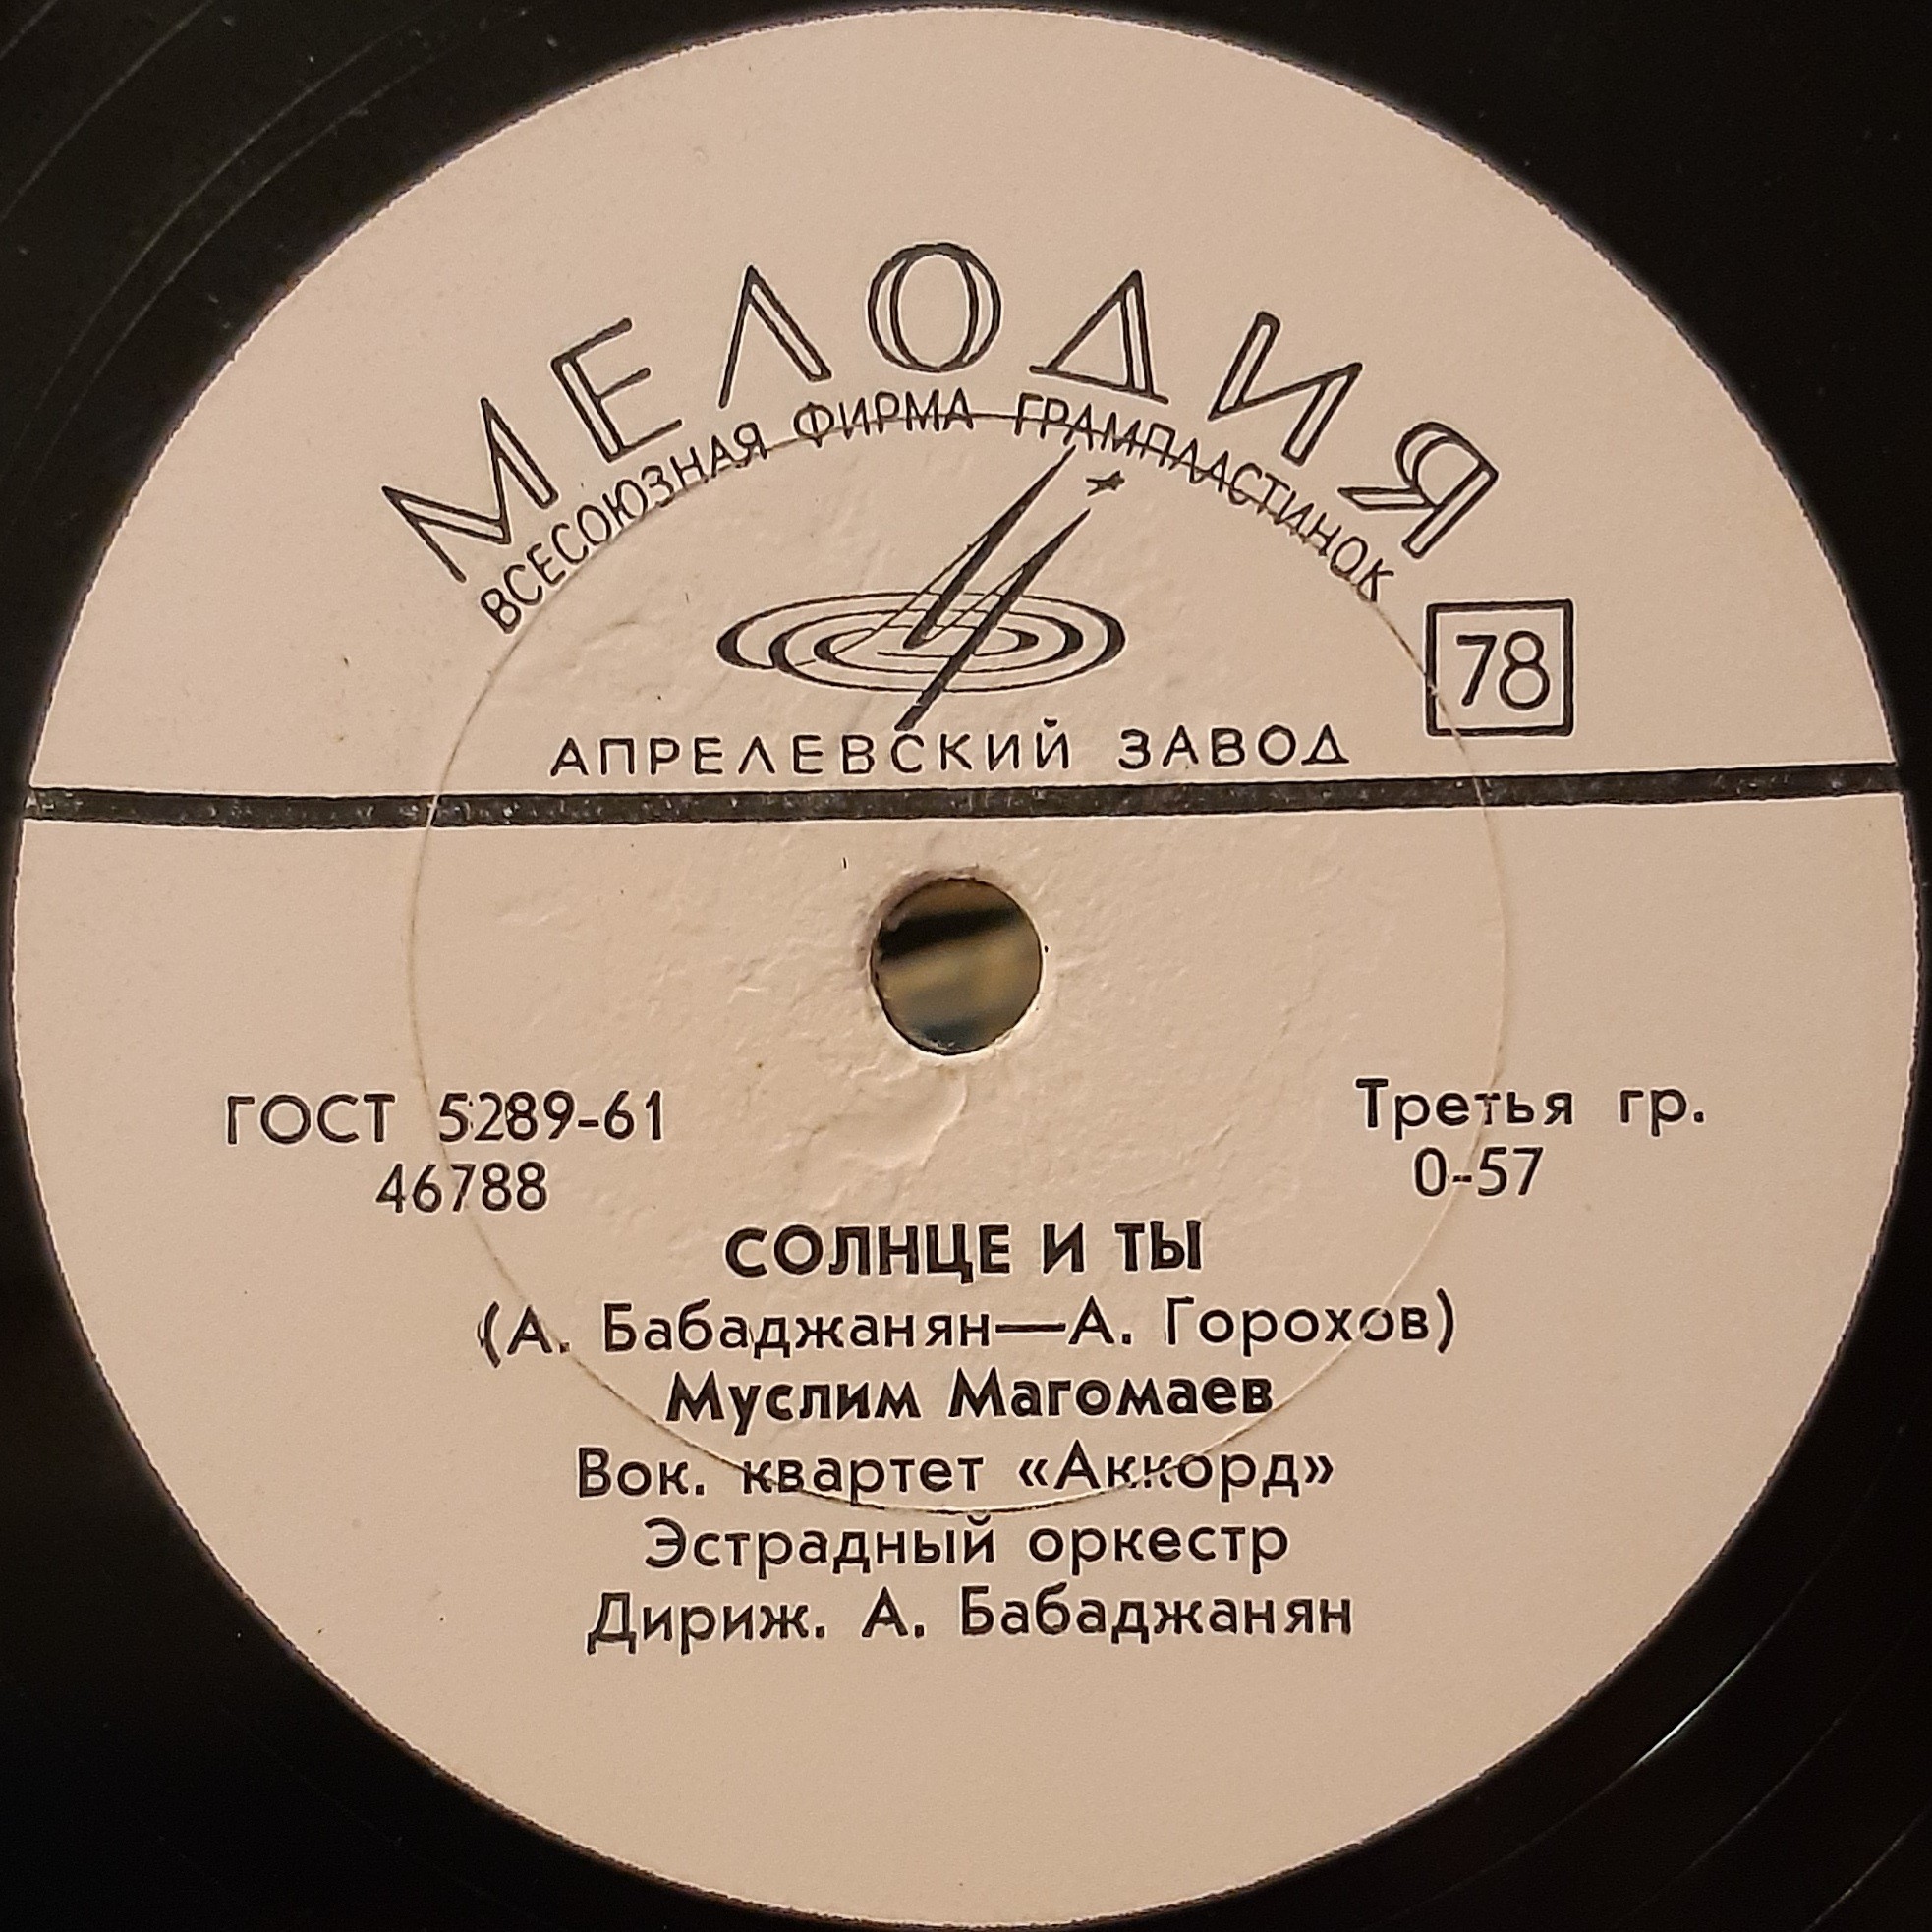 МЕЛОДИЯ
ВСЕСОЮЗНАЯ ФИРМА ГРАМПЛАСТИНОК
78
АПРЕЛЕВСКИЙ ЗАВОД
ГОСТ 5289-61
46788
Третья гр.
0-57
СОЛНЦЕ И ТЫ
(А. Бабаджанян—А. Горохов)
Муслим Магомаев
Вок. квартет «Аккорд»
Эстрадный оркестр
Дириж. А. Бабаджанян